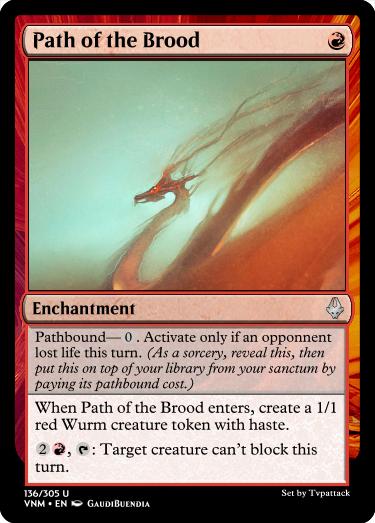 Path of the Brood
Enchantment
Pathbound— 0 . Activate only if an opponnent
lost life this turn. (As a sorcery, reveal this, then
put this on top of your library from your sanctum by
paying its pathbound cost.)
When Path of the Brood enters, create a 1/1
red Wurm creature token with haste.
2 , : Target creature can't block this
turn.
136/305 U
VNM • EN GaudiBuendia
Set by Tvpattack